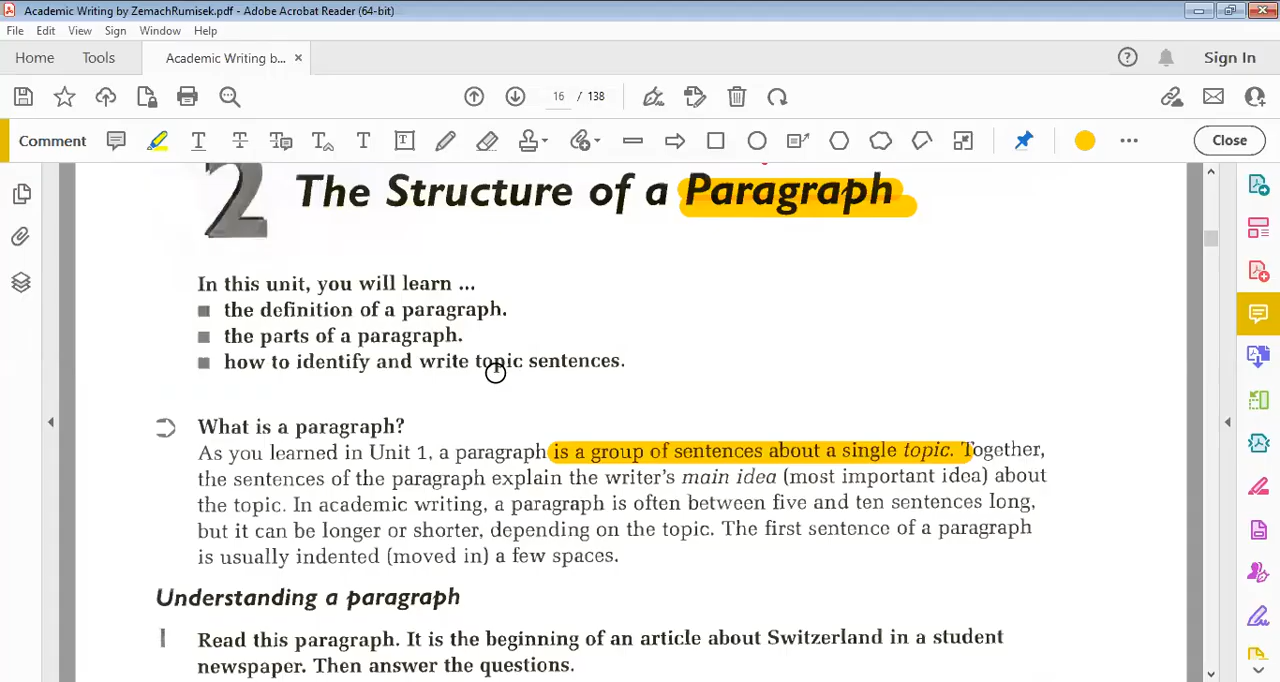 Academic Writing by ZemachRumisek.pdf - Adobe Acrobat Reader (64-bit)
File Edit View Sign Window Help
Home Tools Academic Writing b... × Sign In
16 / 138
Comment Close
2 The Structure of a Paragraph
In this unit, you will learn ...
■ the definition of a paragraph.
■ the parts of a paragraph.
■ how to identify and write topic sentences.
What is a paragraph?
As you learned in Unit 1, a paragraph is a group of sentences about a single topic. Together,
the sentences of the paragraph explain the writer's main idea (most important idea) about
the topic. In academic writing, a paragraph is often between five and ten sentences long,
but it can be longer or shorter, depending on the topic. The first sentence of a paragraph
is usually indented (moved in) a few spaces.
Understanding a paragraph
1 Read this paragraph. It is the beginning of an article about Switzerland in a student
newspaper. Then answer the questions.